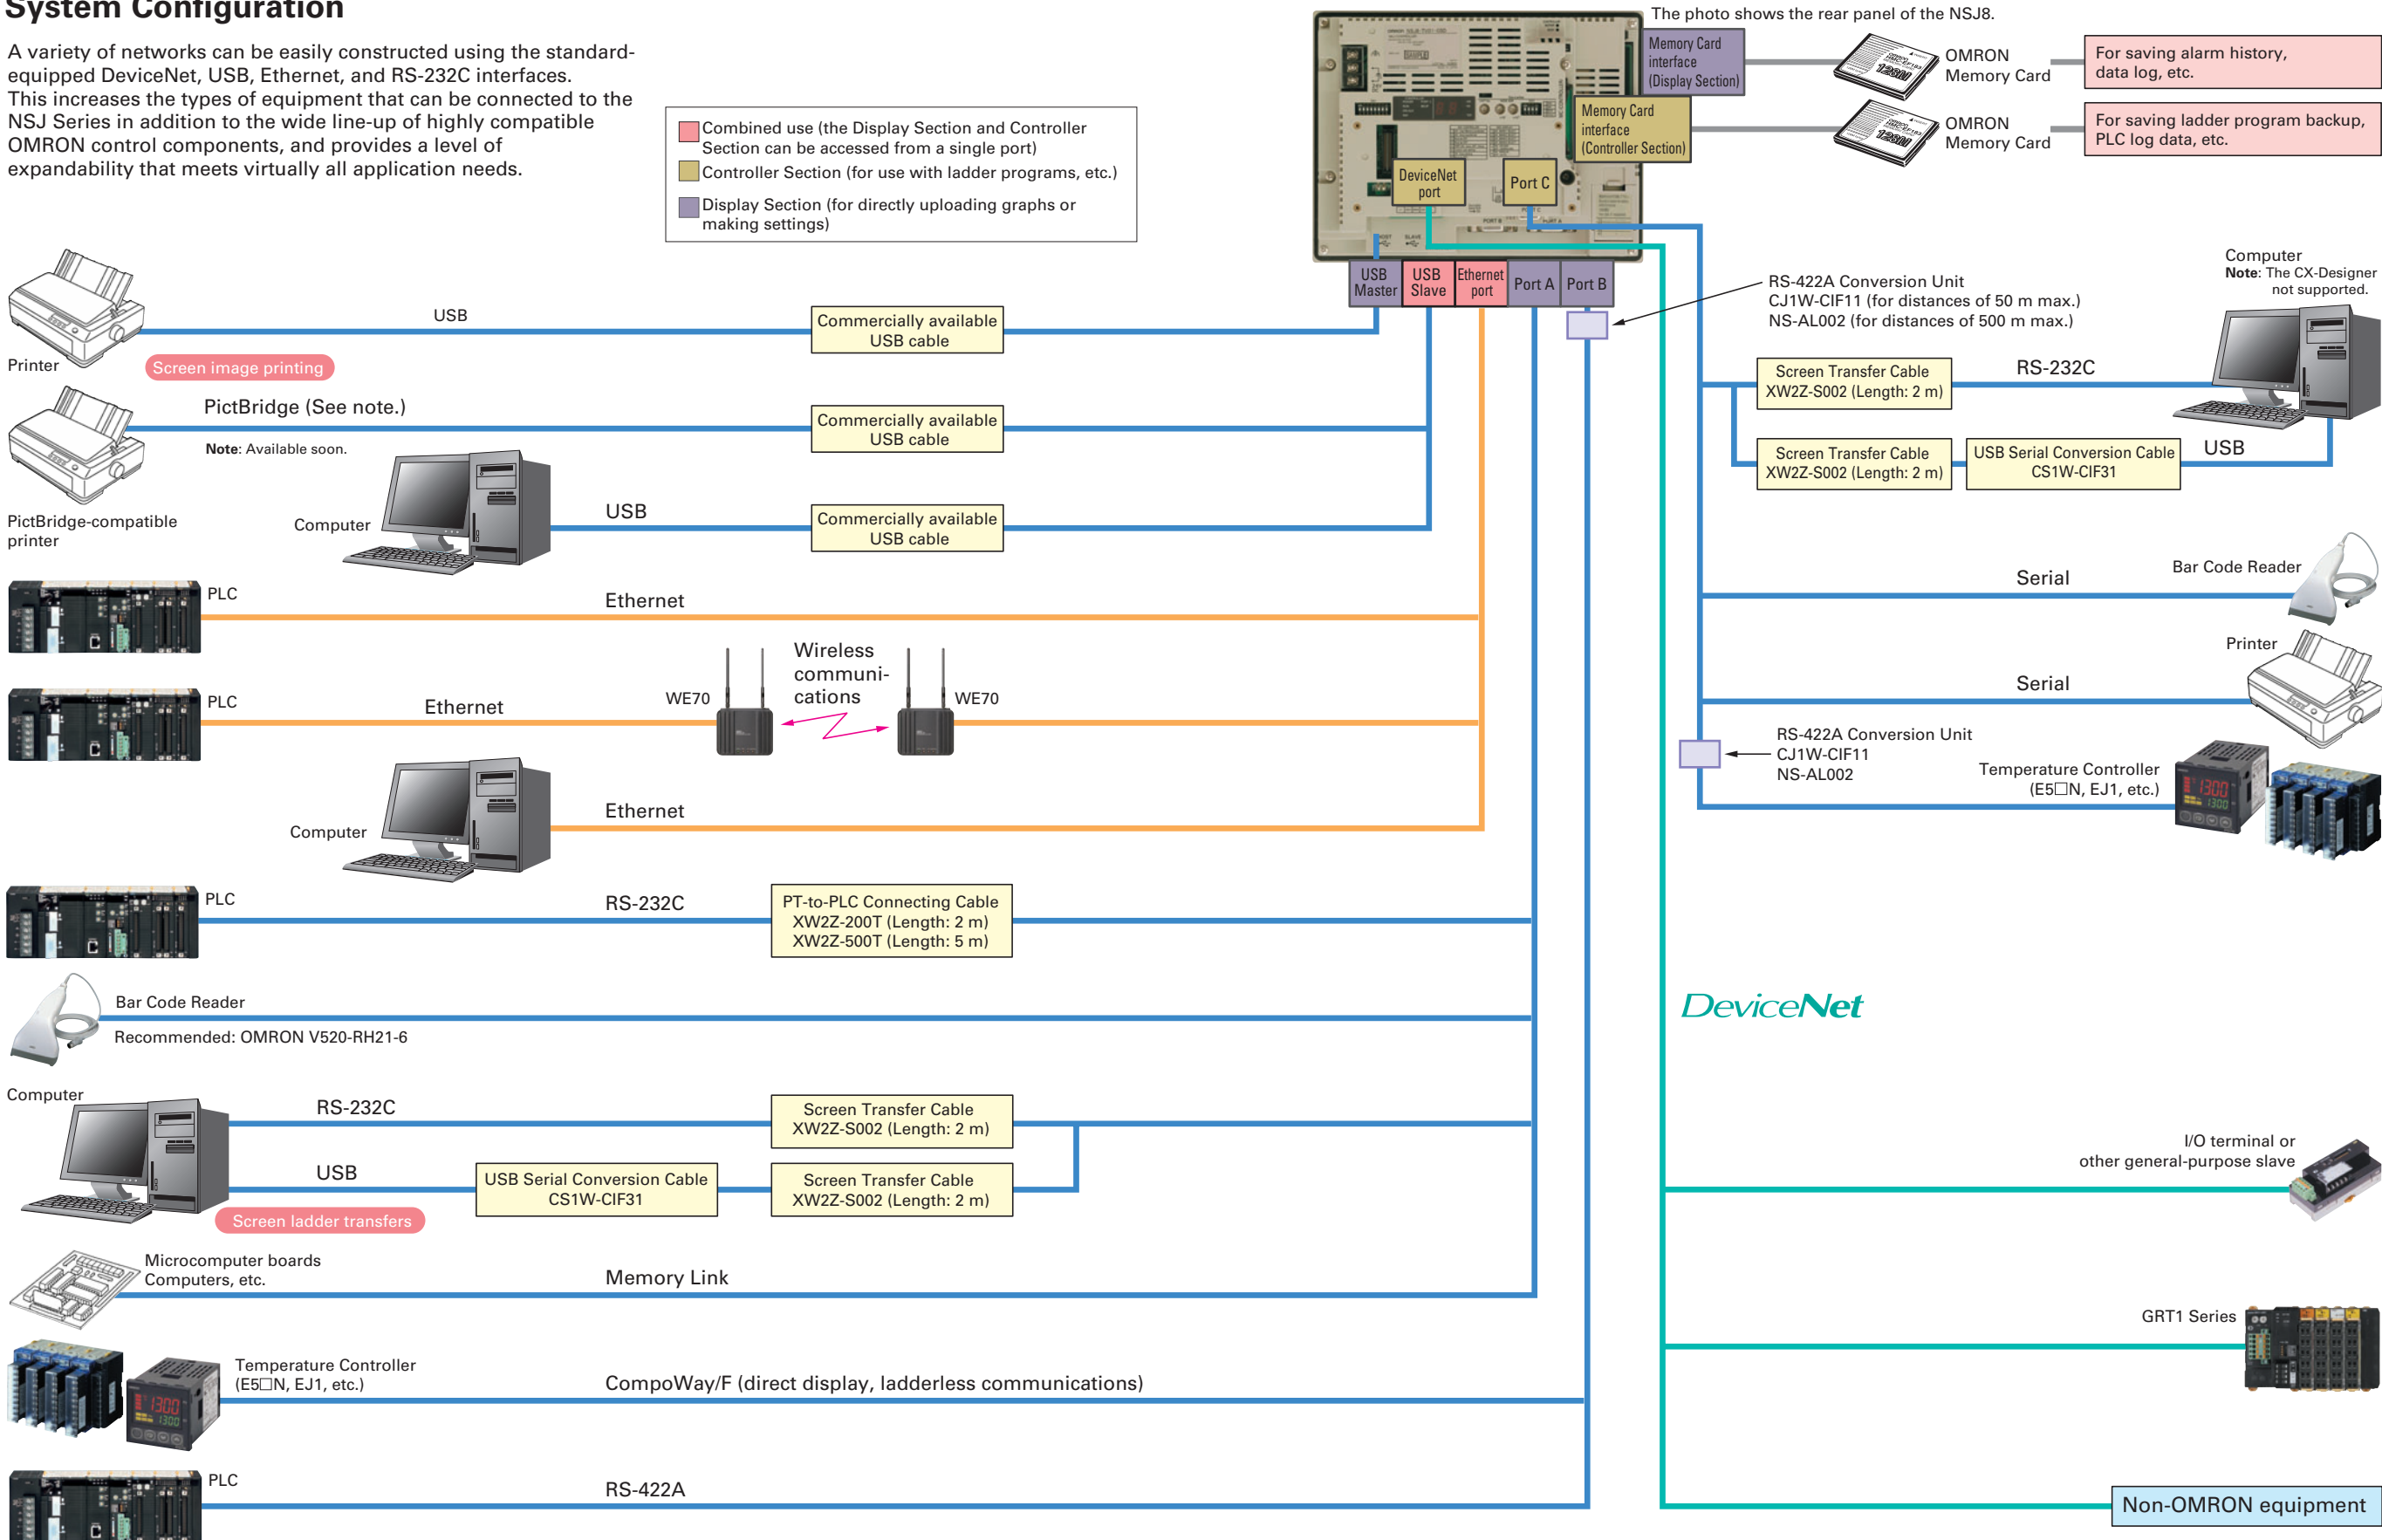 System Configuration
A variety of networks can be easily constructed using the standard-
equipped DeviceNet, USB, Ethernet, and RS-232C interfaces.
This increases the types of equipment that can be connected to the
NSJ Series in addition to the wide line-up of highly compatible
OMRON control components, and provides a level of
expandability that meets virtually all application needs.
Combined use (the Display Section and Controller
Section can be accessed from a single port)
Controller Section (for use with ladder programs, etc.)
Display Section (for directly uploading graphs or
making settings)
The photo shows the rear panel of the NSJ8.
Memory Card
interface
(Display Section)
OMRON
Memory Card
For saving alarm history,
data log, etc.
Memory Card
interface
(Controller Section)
OMRON
Memory Card
For saving ladder program backup,
PLC log data, etc.
128M
128M
DeviceNet
port
Port C
PORT B
PORT A
HOST
SLAVE
USB
Master
USB
Slave
Ethernet
port
Port A
Port B
RS-422A Conversion Unit
CJ1W-CIF11 (for distances of 50 m max.)
NS-AL002 (for distances of 500 m max.)
Computer
Note: The CX-Designer
not supported.
Screen Transfer Cable
XW2Z-S002 (Length: 2 m)
RS-232C
Screen Transfer Cable
XW2Z-S002 (Length: 2 m)
USB Serial Conversion Cable
CS1W-CIF31
USB
Serial
Bar Code Reader
Serial
Printer
RS-422A Conversion Unit
CJ1W-CIF11
NS-AL002
Temperature Controller
(E5□N, EJ1, etc.)
1300
1300
DeviceNet
I/O terminal or
other general-purpose slave
GRT1 Series
Non-OMRON equipment
Printer
USB
Commercially available
USB cable
Screen image printing
PictBridge (See note.)
Note: Available soon.
Commercially available
USB cable
PictBridge-compatible
printer
Computer
USB
Commercially available
USB cable
PLC
Ethernet
PLC
Ethernet
WE70
Wireless
communi-
cations
WE70
Computer
Ethernet
PLC
RS-232C
PT-to-PLC Connecting Cable
XW2Z-200T (Length: 2 m)
XW2Z-500T (Length: 5 m)
Bar Code Reader
Recommended: OMRON V520-RH21-6
Computer
RS-232C
Screen Transfer Cable
XW2Z-S002 (Length: 2 m)
USB
USB Serial Conversion Cable
CS1W-CIF31
Screen Transfer Cable
XW2Z-S002 (Length: 2 m)
Screen ladder transfers
Microcomputer boards
Computers, etc.
Memory Link
Temperature Controller
(E5□N, EJ1, etc.)
1300
1300
CompoWay/F (direct display, ladderless communications)
PLC
RS-422A